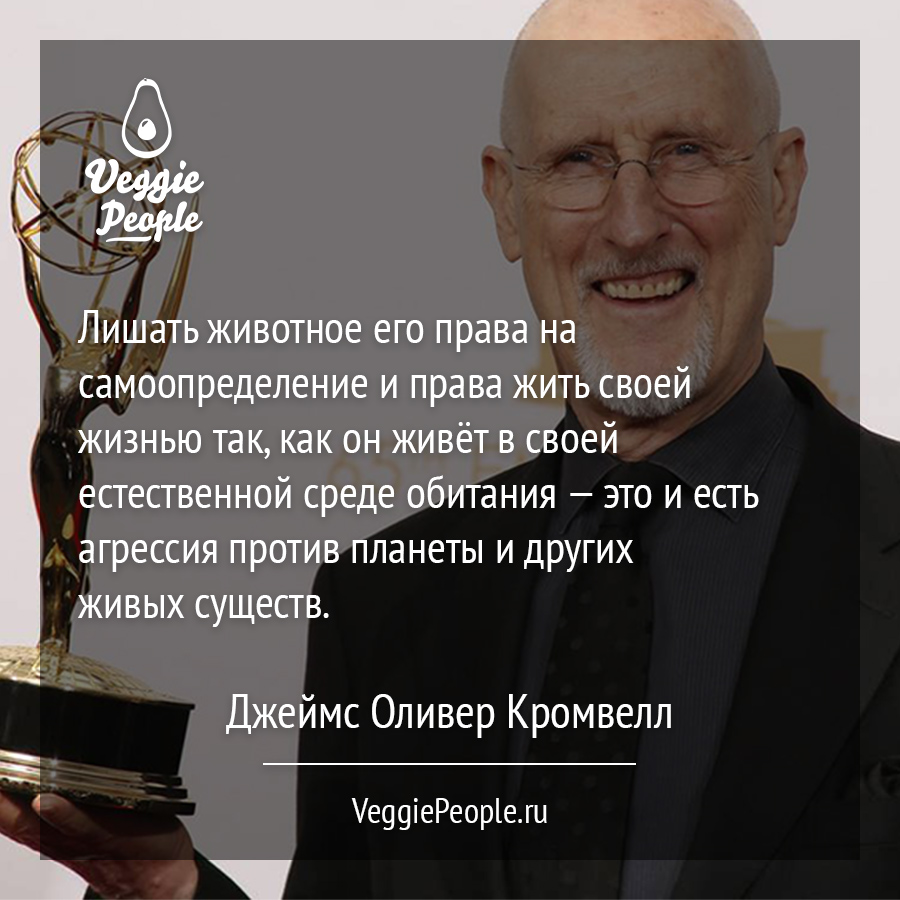 Veggie
People
Лишать животное его права на
самоопределение и права жить своей
жизнью так, как он живёт в своей
естественной среде обитания — это и есть
агрессия против планеты и других
живых существ.
Джеймс Оливер Кромвелл
VeggiePeople.ru